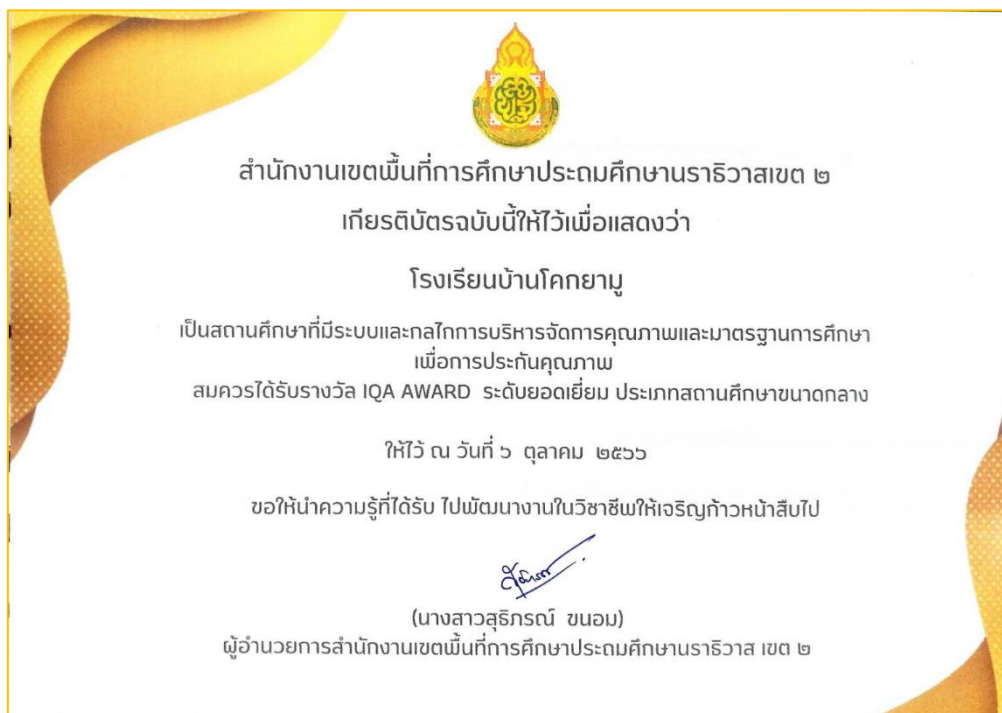 สำนักงานเขตพื้นที่การศึกษาประถมศึกษานราธิวาสเขต ๒
เกียรติบัตรฉบับนี้ให้ไว้เพื่อแสดงว่า
โรงเรียนบ้านโคกยามู
เป็นสถานศึกษาที่มีระบบและกลไกการบริหารจัดการคุณภาพและมาตรฐานการศึกษา
เพื่อการประกันคุณภาพ
สมควรได้รับรางวัล IQA AWARD ระดับยอดเยี่ยม ประเภทสถานศึกษาขนาดกลาง
ให้ไว้ ณ วันที่ ๖ ตุลาคม ๒๕๖๖
ขอให้นำความรู้ที่ได้รับ ไปพัฒนางานในวิชาชีพให้เจริญก้าวหน้าสืบไป
(นางสาวสุธิภรณ์ ขนอม)
ผู้อำนวยการสำนักงานเขตพื้นที่การศึกษาประถมศึกษานราธิวาส เขต ๒